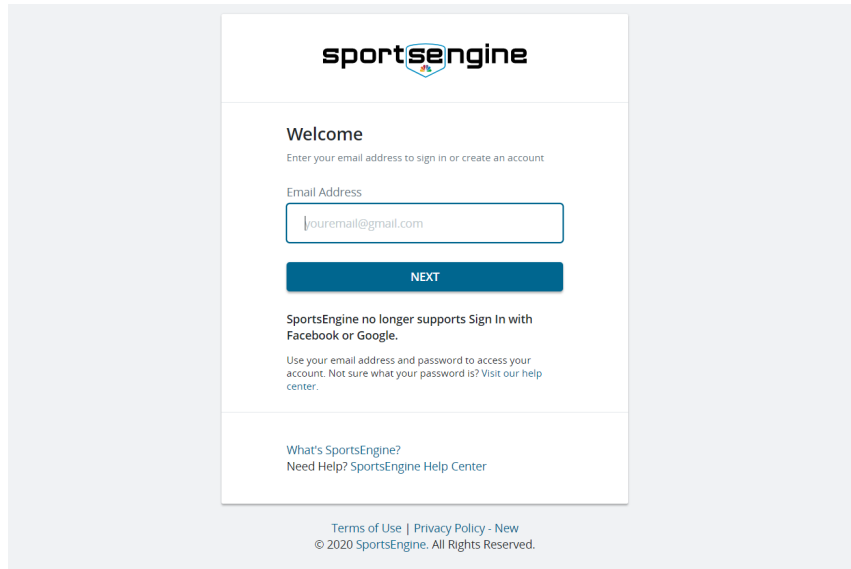 sportsengine
Welcome
Enter your email address to sign in or create an account
Email Address
youremail@gmail.com
NEXT
SportsEngine no longer supports Sign In with
Facebook or Google.
Use your email address and password to access your
account. Not sure what your password is? Visit our help
center.
What's SportsEngine?
Need Help? SportsEngine Help Center
Terms of Use | Privacy Policy - New
© 2020 SportsEngine. All Rights Reserved.